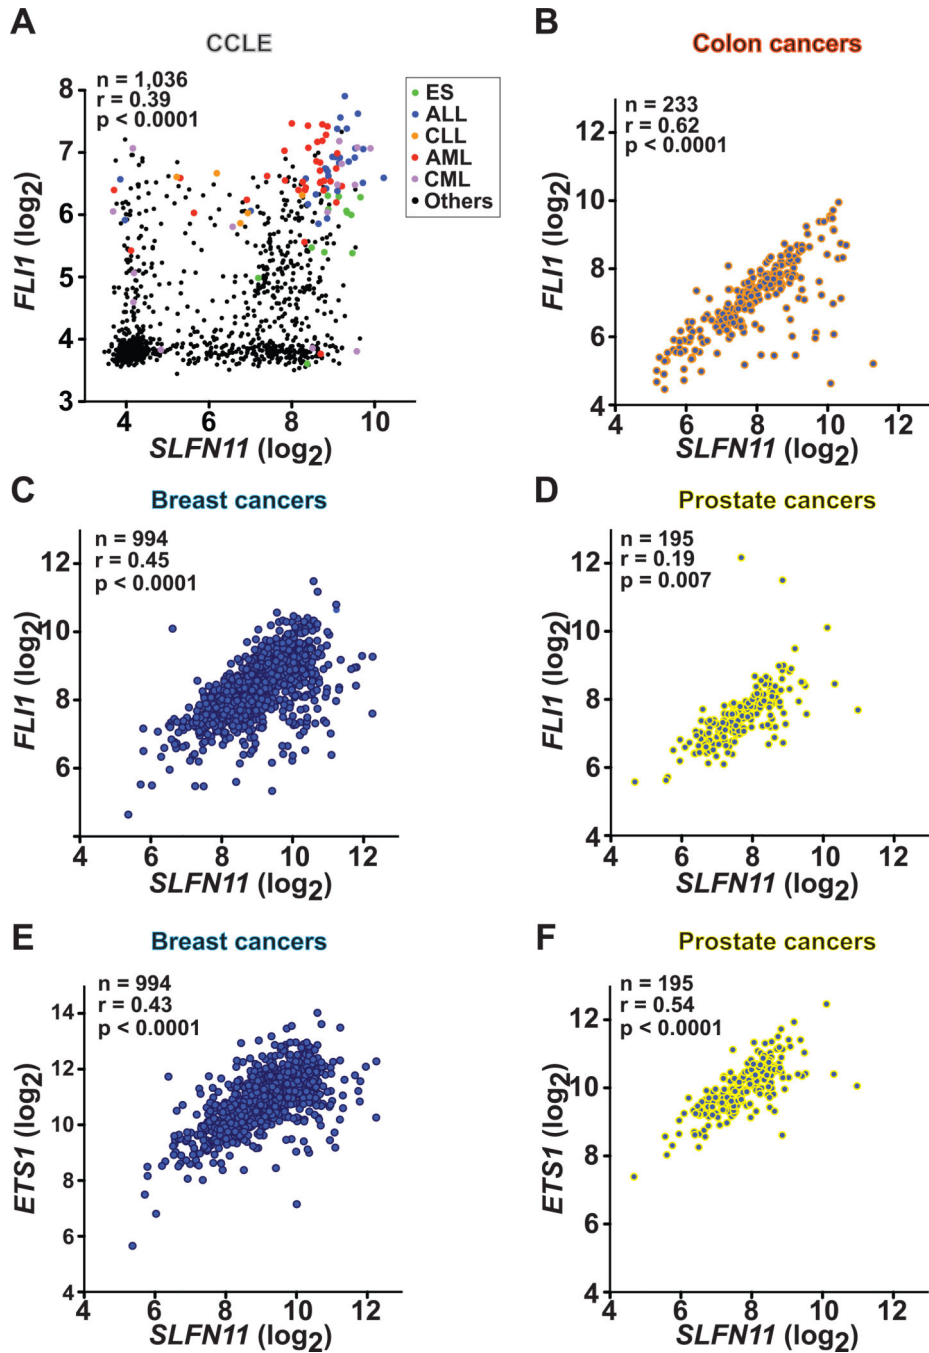 A
CCLE
n = 1,036
r = 0.39
p < 0.0001
ES
ALL
CLL
AML
CML
Others
8
7
6
5
4
3
FLI1 (log2)
4 6 8 10
SLFN11 (log2)
B
Colon cancers
n = 233
r = 0.62
p < 0.0001
12
10
8
6
4
FLI1 (log2)
4 6 8 10 12
SLFN11 (log2)
C
Breast cancers
n = 994
r = 0.45
p < 0.0001
12
10
8
6
FLI1 (log2)
4 6 8 10 12
SLFN11 (log2)
D
Prostate cancers
n = 195
r = 0.19
p = 0.007
12
10
8
6
4
FLI1 (log2)
4 6 8 10 12
SLFN11 (log2)
E
Breast cancers
n = 994
r = 0.43
p < 0.0001
14
12
10
8
6
4
ETS1 (log2)
4 6 8 10 12
SLFN11 (log2)
F
Prostate cancers
n = 195
r = 0.54
p < 0.0001
12
10
8
6
4
ETS1 (log2)
4 6 8 10 12
SLFN11 (log2)